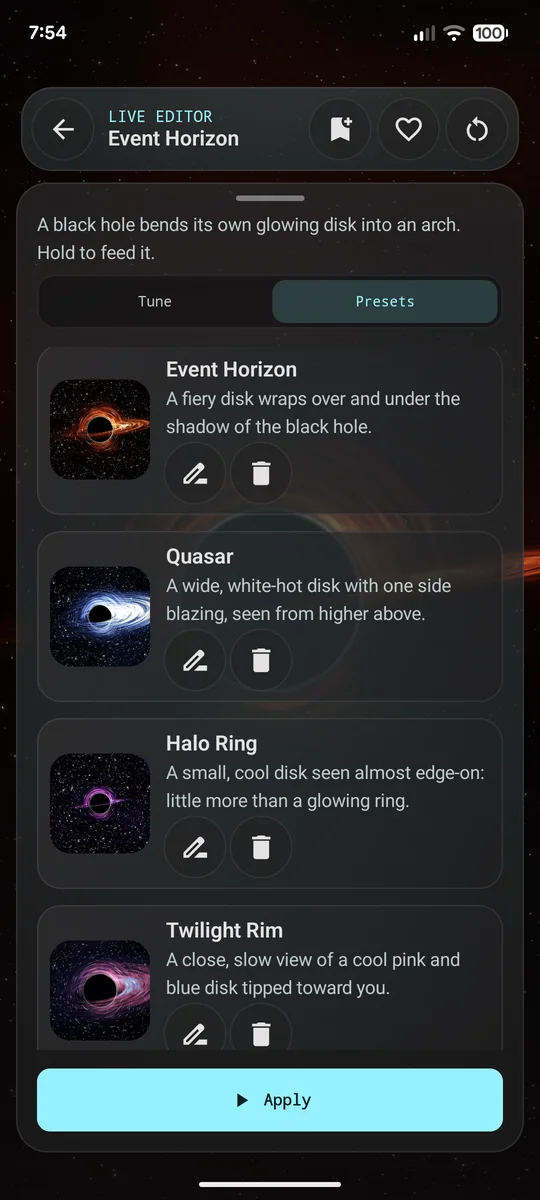 7:54
100
LIVE EDITOR
Event Horizon
A black hole bends its own glowing disk into an arch.
Hold to feed it.
Tune
Presets
Event Horizon
A fiery disk wraps over and under the
shadow of the black hole.
Quasar
A wide, white-hot disk with one side
blazing, seen from higher above.
Halo Ring
A small, cool disk seen almost edge-on:
little more than a glowing ring.
Twilight Rim
A close, slow view of a cool pink and
blue disk tipped toward you.
Apply